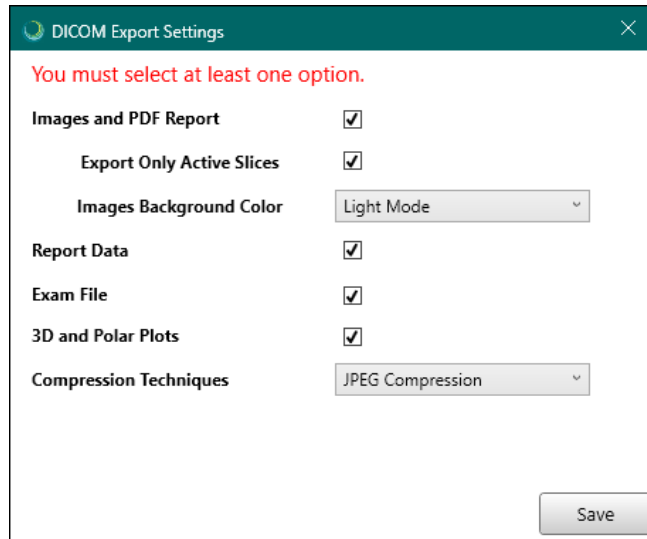 DICOM Export Settings
You must select at least one option.
Images and PDF Report
Export Only Active Slices
Images Background Color Light Mode
Report Data
Exam File
3D and Polar Plots
Compression Techniques JPEG Compression
Save